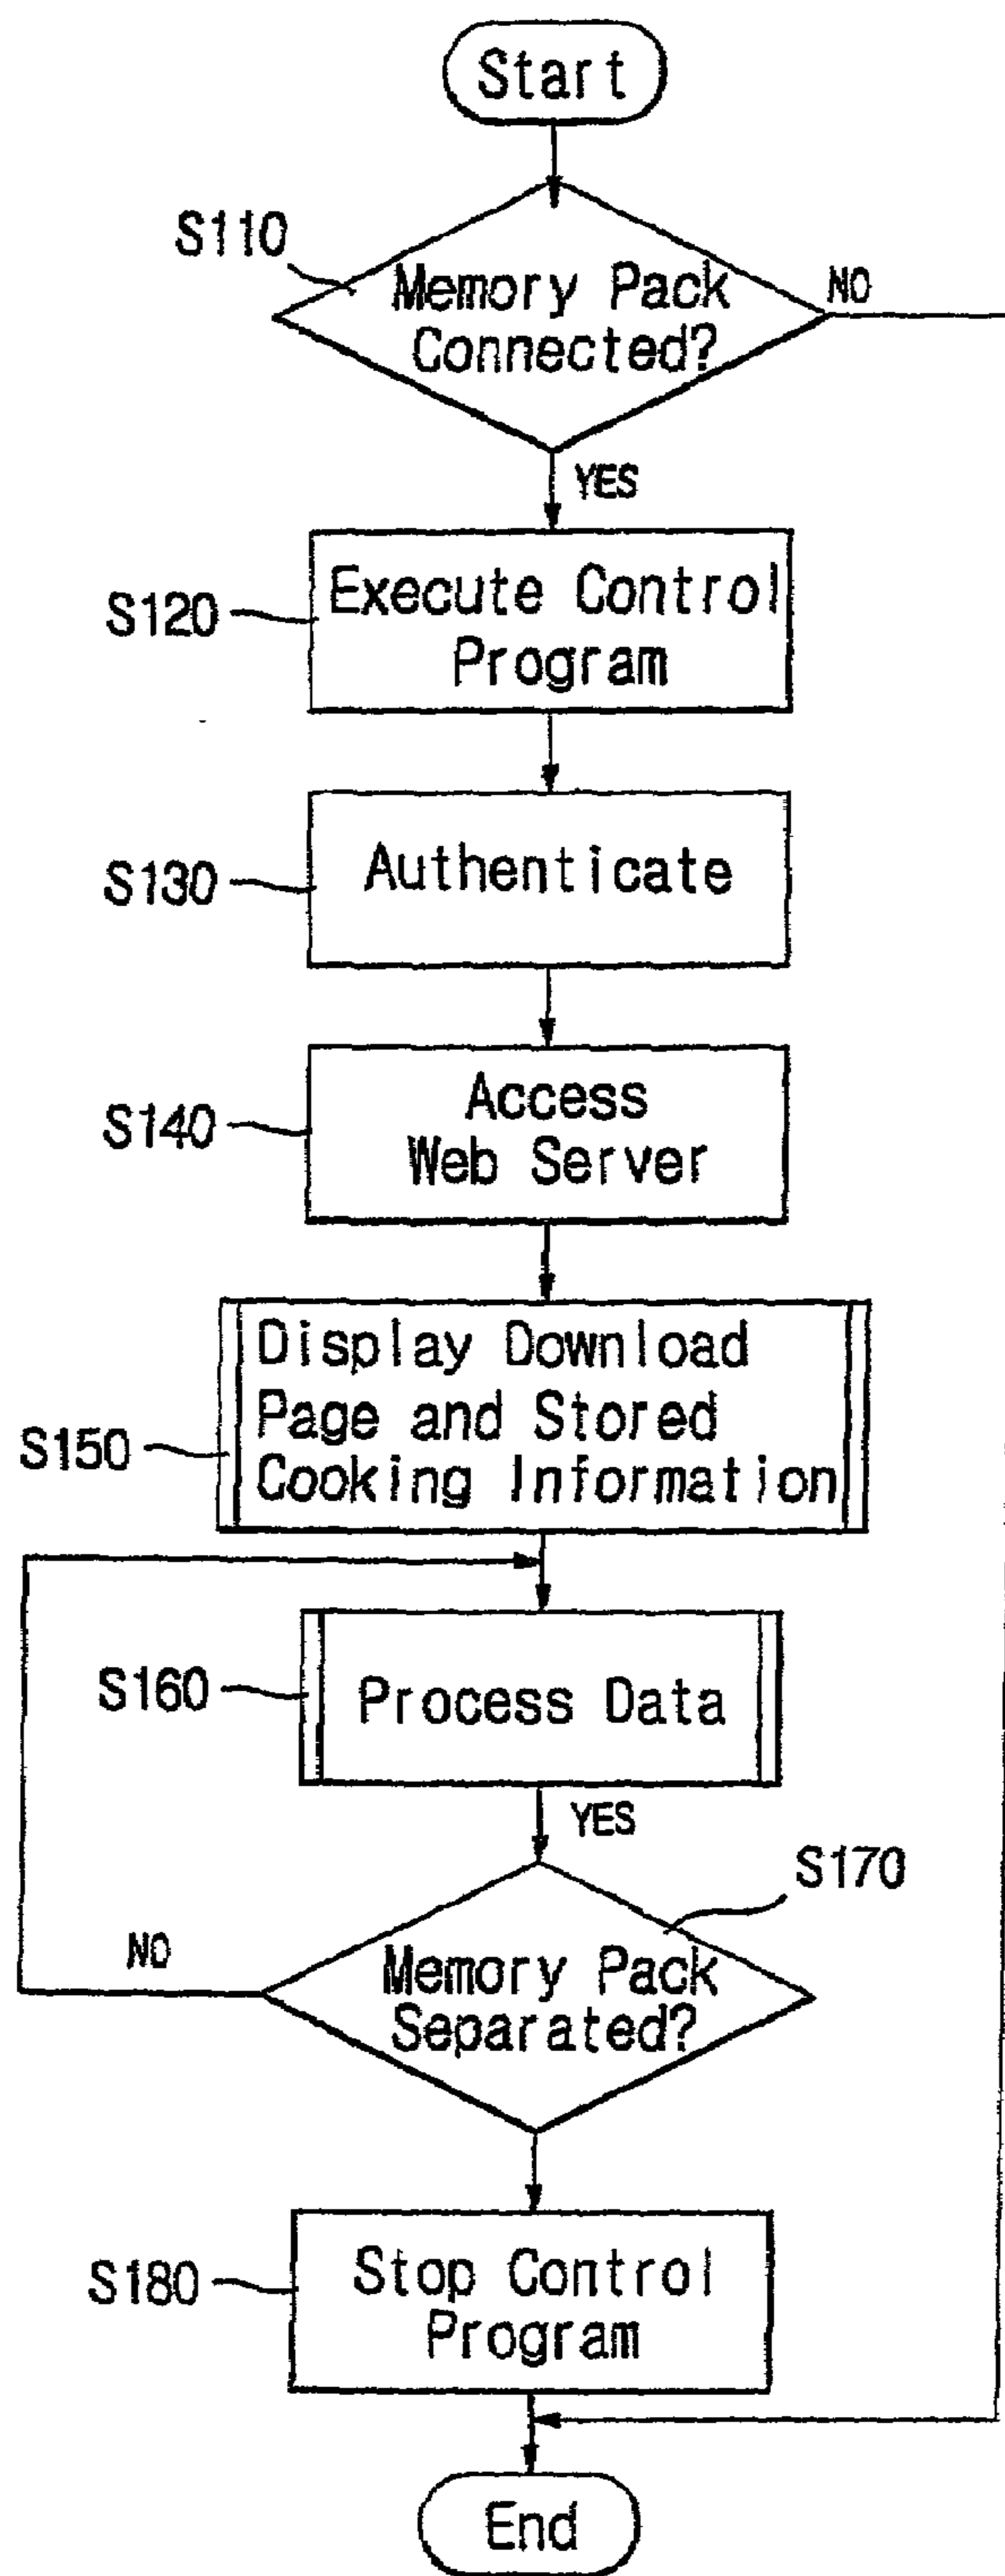 Start
S110
Memory Pack
Connected?
NO
YES
S120
Execute Control
Program
S130
Authenticate
S140
Access
Web Server
S150
Display Download
Page and Stored
Cooking Information
S160
Process Data
YES
S170
NO
Memory Pack
Separated?
S180
Stop Control
Program
End